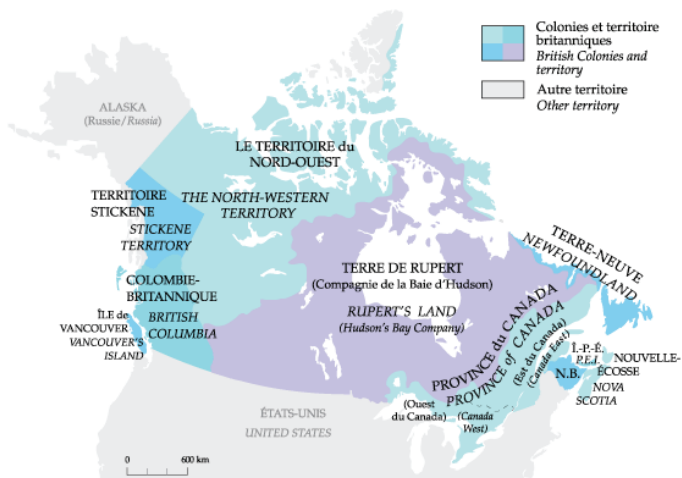 Colonies et territoire
britanniques
British Colonies and
territory
Autre territoire
Other territory
ALASKA
(Russie/Russia)
LE TERRITOIRE du
NORD-OUEST
THE NORTH-WESTERN
TERRITORY
TERRITOIRE
STICKENE
STICKENE
TERRITORY
TERRE-NEUVE
NEWFOUNDLAND
TERRE DE RUPERT
(Compagnie de la Baie d'Hudson)
RUPERT'S LAND
(Hudson's Bay Company)
COLOMBIE-
BRITANNIQUE
BRITISH
COLUMBIA
ÎLE de
VANCOUVER
VANCOUVER'S
ISLAND
PROVINCE du CANADA
PROVINCE of CANADA
(Est du Canada)
(Canada East)
Î.-P.-É.
P.E.I.
NOUVELLE-
ÉCOSSE
N.B.
NOVA
SCOTIA
(Ouest
du Canada)
(Canada
West)
ÉTATS-UNIS
UNITED STATES
0 600 km